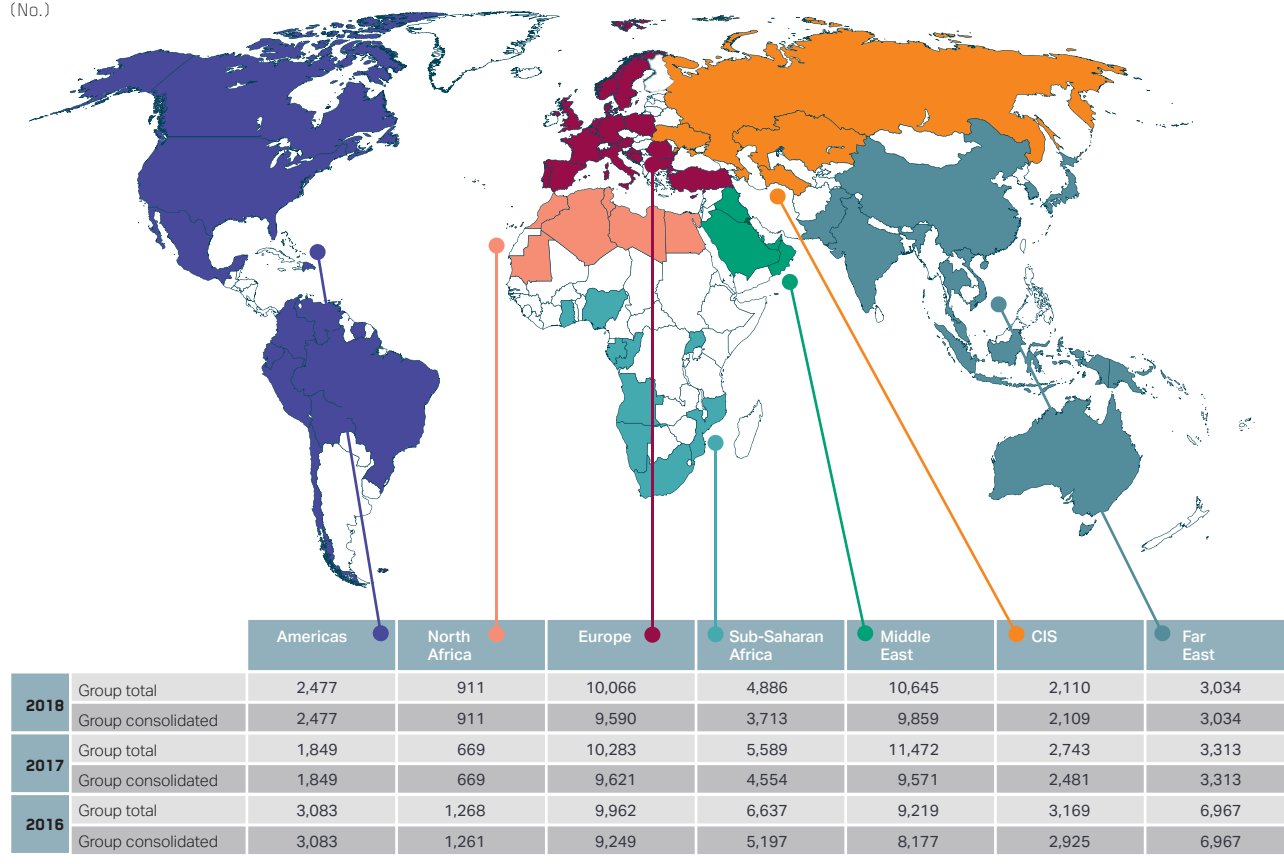 (No.)
Americas North Africa Europe Sub-Saharan Africa Middle East CIS Far East
2018
Group total 2,477 911 10,066 4,886 10,645 2,110 3,034
Group consolidated 2,477 911 9,590 3,713 9,859 2,109 3,034
2017
Group total 1,849 669 10,283 5,589 11,472 2,743 3,313
Group consolidated 1,849 669 9,621 4,554 9,571 2,481 3,313
2016
Group total 3,083 1,268 9,962 6,637 9,219 3,169 6,967
Group consolidated 3,083 1,261 9,249 5,197 8,177 2,925 6,967